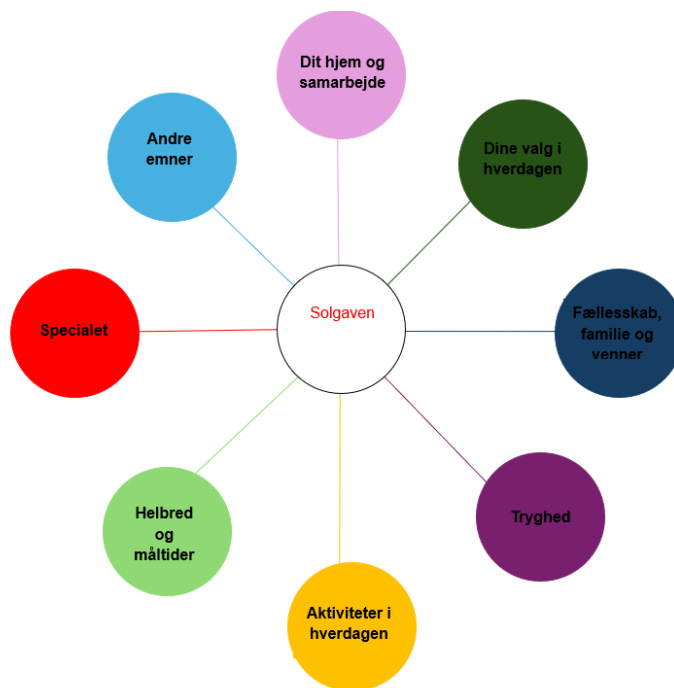 Dit hjem og
samarbejde
Dine valg i
hverdagen
Fællesskab,
familie og
venner
Tryghed
Aktiviteter i
hverdagen
Helbred
og
måltider
Specialet
Andre
emner
Solgaven